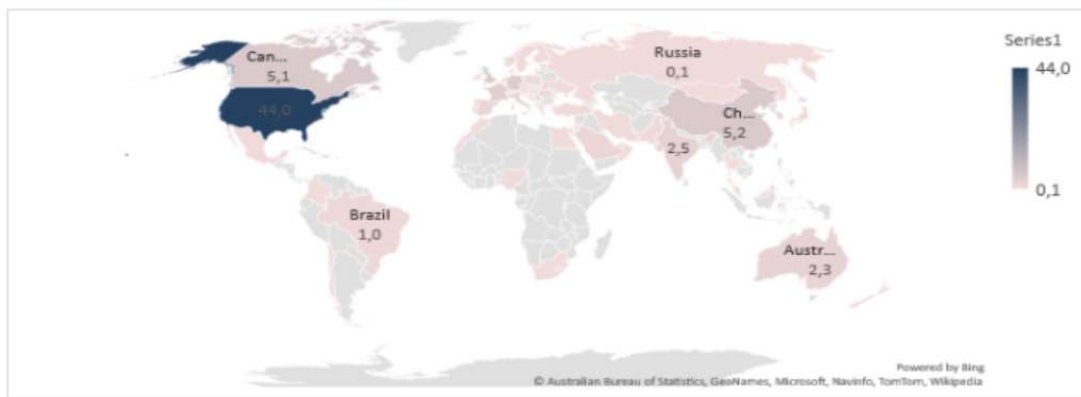 Series1
44,0
0,1
Can...
5,1
44,0
Russia
0,1
Ch...
5,2
2,5
Brazil
1,0
Austr...
2,3
Powered by Bing
© Australian Bureau of Statistics, GeoNames, Microsoft, Navinfo, TomTom, Wikipedia